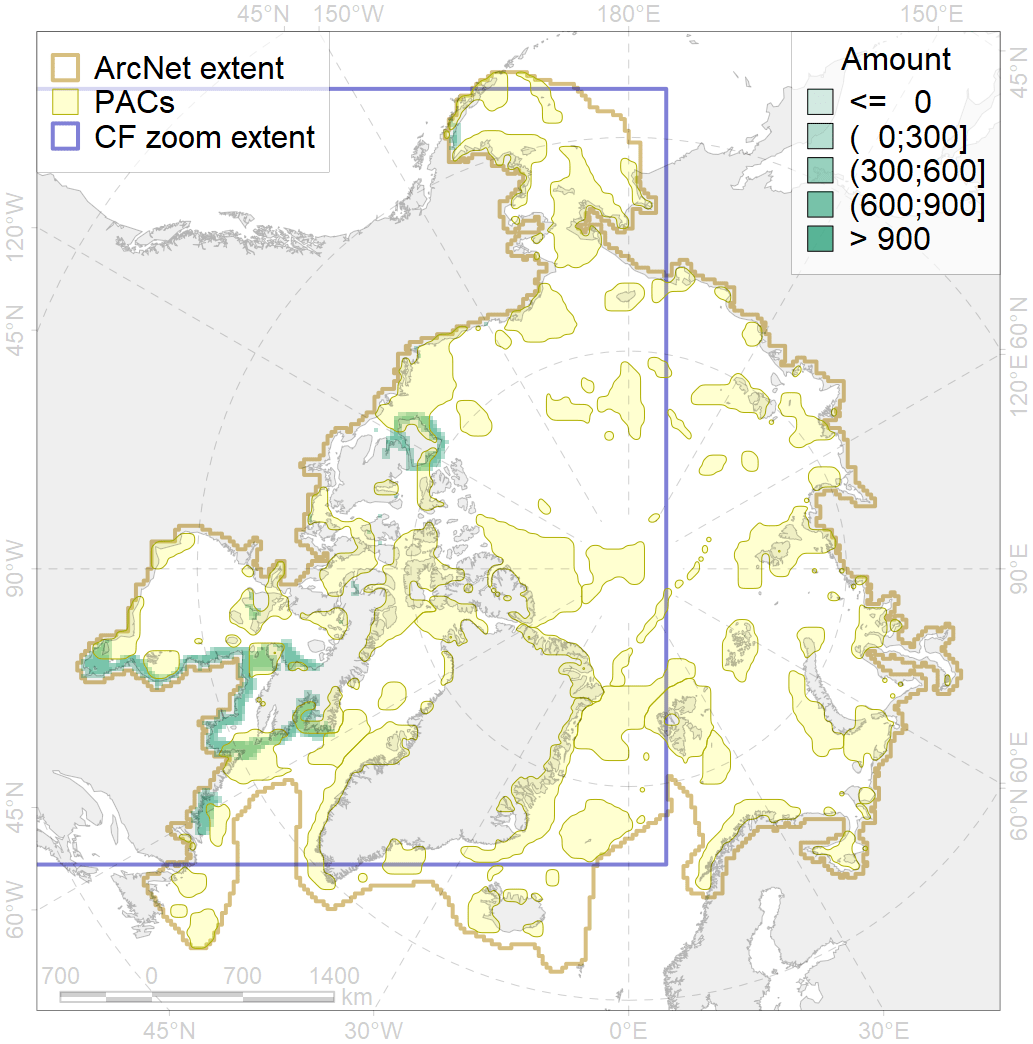 45°N 150°W 180°E 150°E
ArcNet extent
PACs
CF zoom extent
Amount
<= 0
( 0;300]
(300;600]
(600;900]
> 900
45°N
120°W
45°N
90°W
45°N
60°W
60°N
120°E
90°E
60°E
60°N
700 0 700 1400
km
45°N 30°W 0°E 30°E